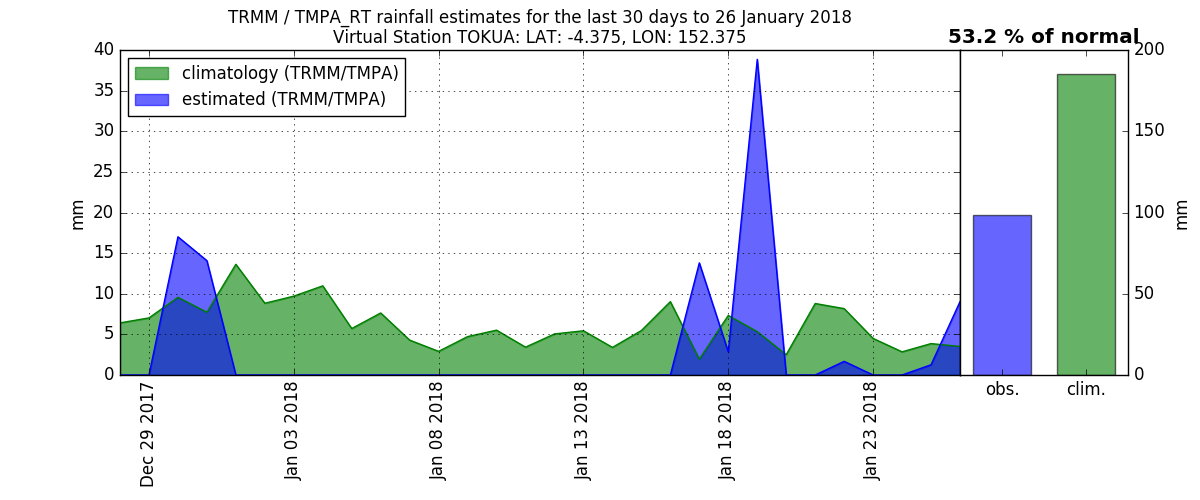 TRMM / TMPA_RT rainfall estimates for the last 30 days to 26 January 2018
Virtual Station TOKUA: LAT: -4.375, LON: 152.375
53.2 % of normal
climatology (TRMM/TMPA)
estimated (TRMM/TMPA)
mm
40
35
30
25
20
15
10
5
0
Dec 29 2017
Jan 03 2018
Jan 08 2018
Jan 13 2018
Jan 18 2018
Jan 23 2018
200
150
100
50
0
mm
obs.
clim.